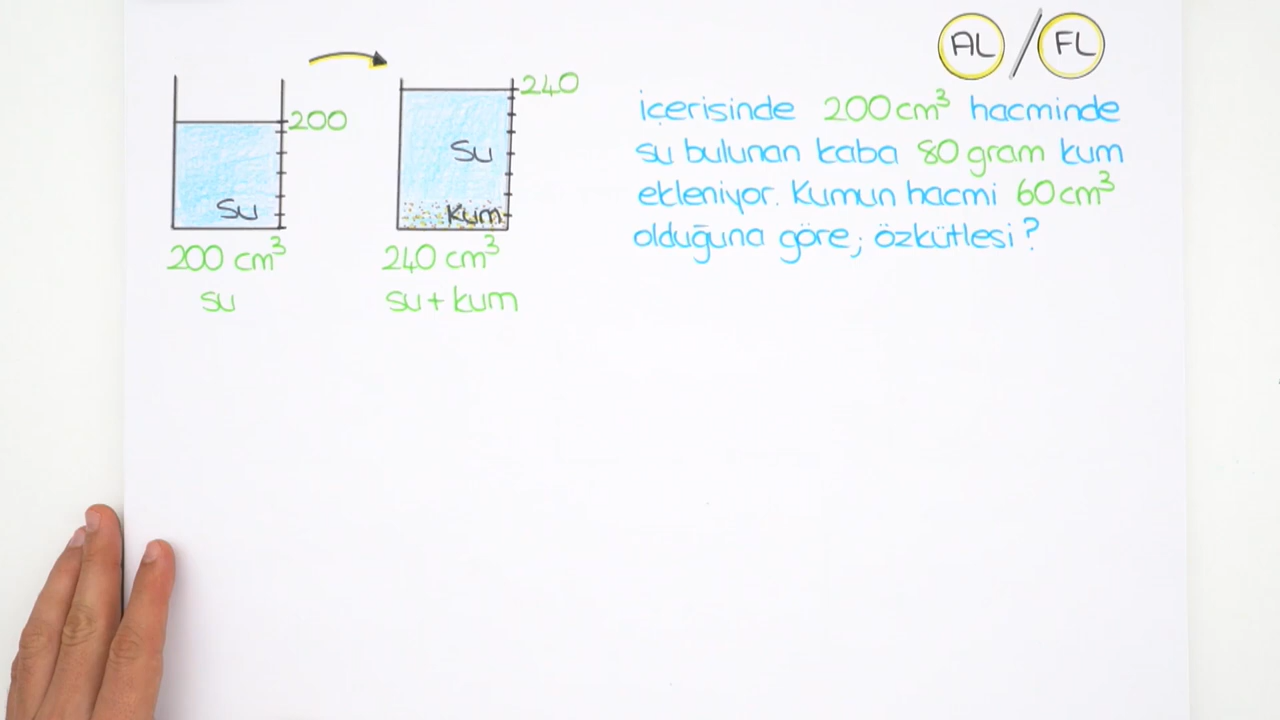 AL / FL
200
Su
200 cm³
su
240
Su
Kum
240 cm³
su + kum
İçerisinde 200 cm³ hacminde
su bulunan kaba 80 gram kum
ekleniyor. Kumun hacmi 60 cm³
olduğuna göre; özkütlesi?